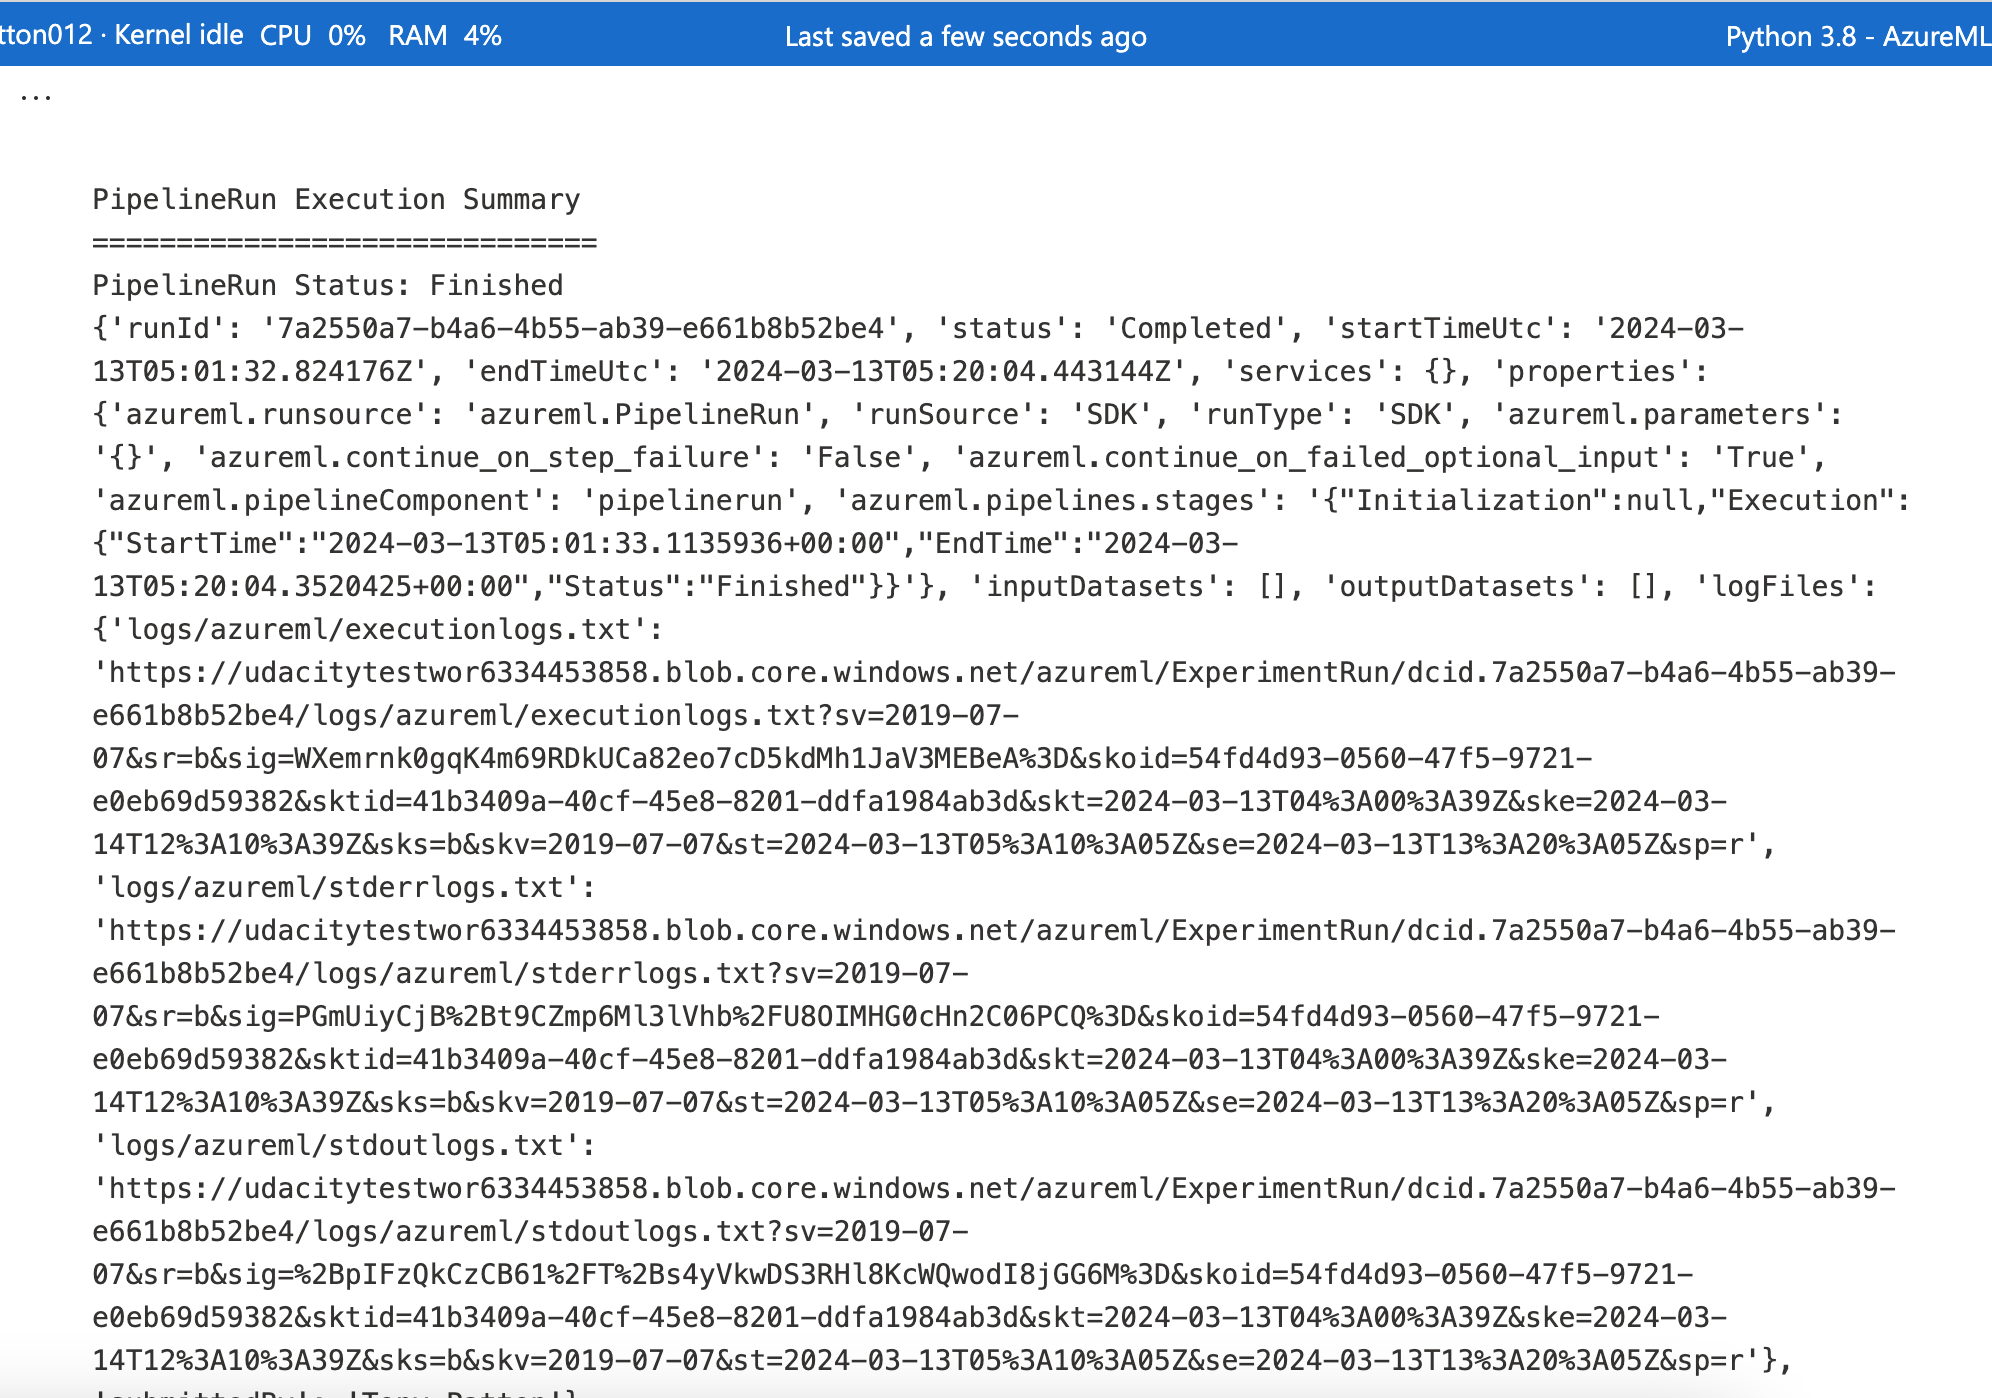 tton012 · Kernel idle CPU 0% RAM 4% Last saved a few seconds ago Python 3.8 - AzureML
...
PipelineRun Execution Summary
==============================
PipelineRun Status: Finished
{'runId': '7a2550a7-b4a6-4b55-ab39-e661b8b52be4', 'status': 'Completed', 'startTimeUtc': '2024-03-
13T05:01:32.824176Z', 'endTimeUtc': '2024-03-13T05:20:04.443144Z', 'services': {}, 'properties':
{'azureml.runsource': 'azureml.PipelineRun', 'runSource': 'SDK', 'runType': 'SDK', 'azureml.parameters':
'{}', 'azureml.continue_on_step_failure': 'False', 'azureml.continue_on_failed_optional_input': 'True',
'azureml.pipelineComponent': 'pipelinerun', 'azureml.pipelines.stages': '{"Initialization":null,"Execution":
{"StartTime":"2024-03-13T05:01:33.1135936+00:00","EndTime":"2024-03-
13T05:20:04.3520425+00:00","Status":"Finished"}}'}, 'inputDatasets': [], 'outputDatasets': [], 'logFiles':
{'logs/azureml/executionlogs.txt':
'https://udacitytestwor6334453858.blob.core.windows.net/azureml/ExperimentRun/dcid.7a2550a7-b4a6-4b55-ab39-
e661b8b52be4/logs/azureml/executionlogs.txt?sv=2019-07-
07&sr=b&sig=WXemrnk0gqK4m69RDkUCa82eo7cD5kdMh1JaV3MEBeA%3D&skoid=54fd4d93-0560-47f5-9721-
e0eb69d59382&sktid=41b3409a-40cf-45e8-8201-ddfa1984ab3d&skt=2024-03-13T04%3A00%3A39Z&ske=2024-03-
14T12%3A10%3A39Z&sks=b&skv=2019-07-07&st=2024-03-13T05%3A10%3A05Z&se=2024-03-13T13%3A20%3A05Z&sp=r',
'logs/azureml/stderrlogs.txt':
'https://udacitytestwor6334453858.blob.core.windows.net/azureml/ExperimentRun/dcid.7a2550a7-b4a6-4b55-ab39-
e661b8b52be4/logs/azureml/stderrlogs.txt?sv=2019-07-
07&sr=b&sig=PGmUiyCjB%2Bt9CZmp6Ml3lVhb%2FU8OIMHG0cHn2C06PCQ%3D&skoid=54fd4d93-0560-47f5-9721-
e0eb69d59382&sktid=41b3409a-40cf-45e8-8201-ddfa1984ab3d&skt=2024-03-13T04%3A00%3A39Z&ske=2024-03-
14T12%3A10%3A39Z&sks=b&skv=2019-07-07&st=2024-03-13T05%3A10%3A05Z&se=2024-03-13T13%3A20%3A05Z&sp=r',
'logs/azureml/stdoutlogs.txt':
'https://udacitytestwor6334453858.blob.core.windows.net/azureml/ExperimentRun/dcid.7a2550a7-b4a6-4b55-ab39-
e661b8b52be4/logs/azureml/stdoutlogs.txt?sv=2019-07-
07&sr=b&sig=%2BpIFzQkCzCB61%2FT%2Bs4yVkwDS3RHl8KcWQwodI8jGG6M%3D&skoid=54fd4d93-0560-47f5-9721-
e0eb69d59382&sktid=41b3409a-40cf-45e8-8201-ddfa1984ab3d&skt=2024-03-13T04%3A00%3A39Z&ske=2024-03-
14T12%3A10%3A39Z&sks=b&skv=2019-07-07&st=2024-03-13T05%3A10%3A05Z&se=2024-03-13T13%3A20%3A05Z&sp=r'},